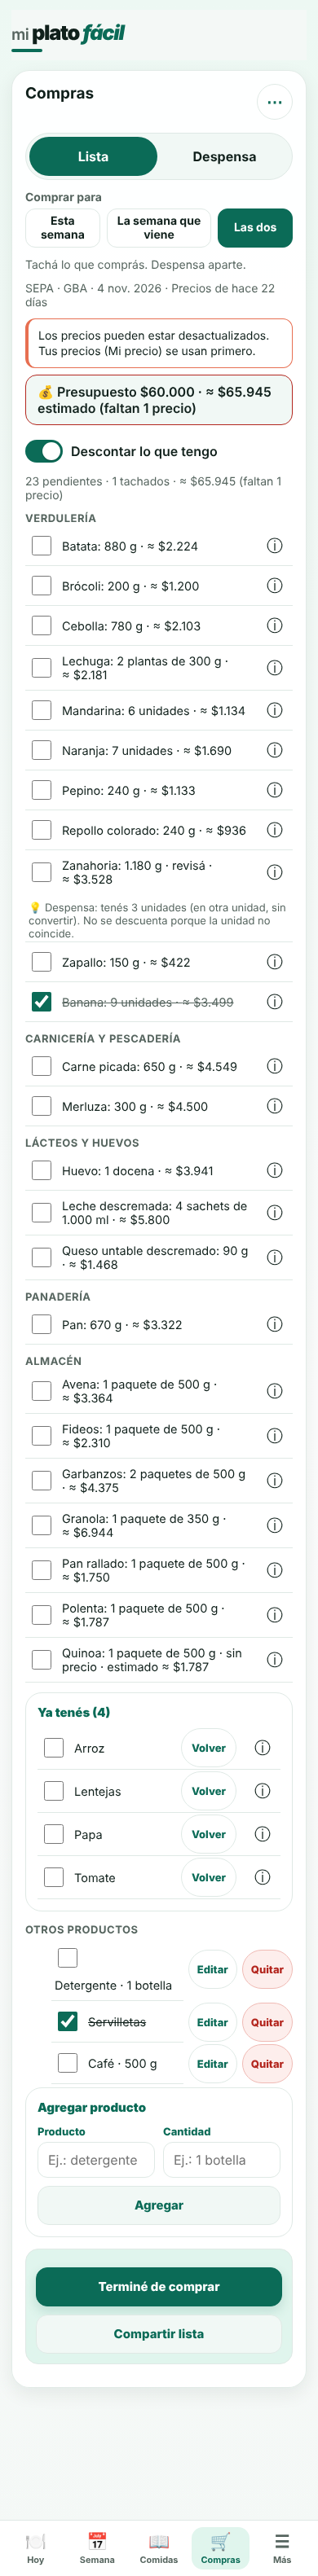 mi plato fácil
Compras
Lista
Despensa
Comprar para
Esta
semana
La semana que
viene
Las dos
Tachá lo que comprás. Despensa aparte.
SEPA · GBA · 4 nov. 2026 · Precios de hace 22
días
Los precios pueden estar desactualizados.
Tus precios (Mi precio) se usan primero.
💰 Presupuesto $60.000 · ≈ $65.945
estimado (faltan 1 precio)
Descontar lo que tengo
23 pendientes · 1 tachados · ≈ $65.945 (faltan 1
precio)
VERDULERÍA
Batata: 880 g · ≈ $2.224
Brócoli: 200 g · ≈ $1.200
Cebolla: 780 g · ≈ $2.103
Lechuga: 2 plantas de 300 g ·
≈ $2.181
Mandarina: 6 unidades · ≈ $1.134
Naranja: 7 unidades · ≈ $1.690
Pepino: 240 g · ≈ $1.133
Repollo colorado: 240 g · ≈ $936
Zanahoria: 1.180 g · revisá ·
≈ $3.528
💡 Despensa: tenés 3 unidades (en otra unidad, sin
convertir). No se descuenta porque la unidad no
coincide.
Zapallo: 150 g · ≈ $422
Banana: 9 unidades · ≈ $3.499
CARNICERÍA Y PESCADERÍA
Carne picada: 650 g · ≈ $4.549
Merluza: 300 g · ≈ $4.500
LÁCTEOS Y HUEVOS
Huevo: 1 docena · ≈ $3.941
Leche descremada: 4 sachets de
1.000 ml · ≈ $5.800
Queso untable descremado: 90 g
· ≈ $1.468
PANADERÍA
Pan: 670 g · ≈ $3.322
ALMACÉN
Avena: 1 paquete de 500 g ·
≈ $3.364
Fideos: 1 paquete de 500 g ·
≈ $2.310
Garbanzos: 2 paquetes de 500 g
· ≈ $4.375
Granola: 1 paquete de 350 g ·
≈ $6.944
Pan rallado: 1 paquete de 500 g ·
≈ $1.750
Polenta: 1 paquete de 500 g ·
≈ $1.787
Quinoa: 1 paquete de 500 g · sin
precio · estimado ≈ $1.787
Ya tenés (4)
Arroz Volver
Lentejas Volver
Papa Volver
Tomate Volver
OTROS PRODUCTOS
Detergente · 1 botella Editar Quitar
Servilletas Editar Quitar
Café · 500 g Editar Quitar
Agregar producto
Producto Cantidad
Ej.: detergente Ej.: 1 botella
Agregar
Terminé de comprar
Compartir lista
Hoy Semana Comidas Compras Más